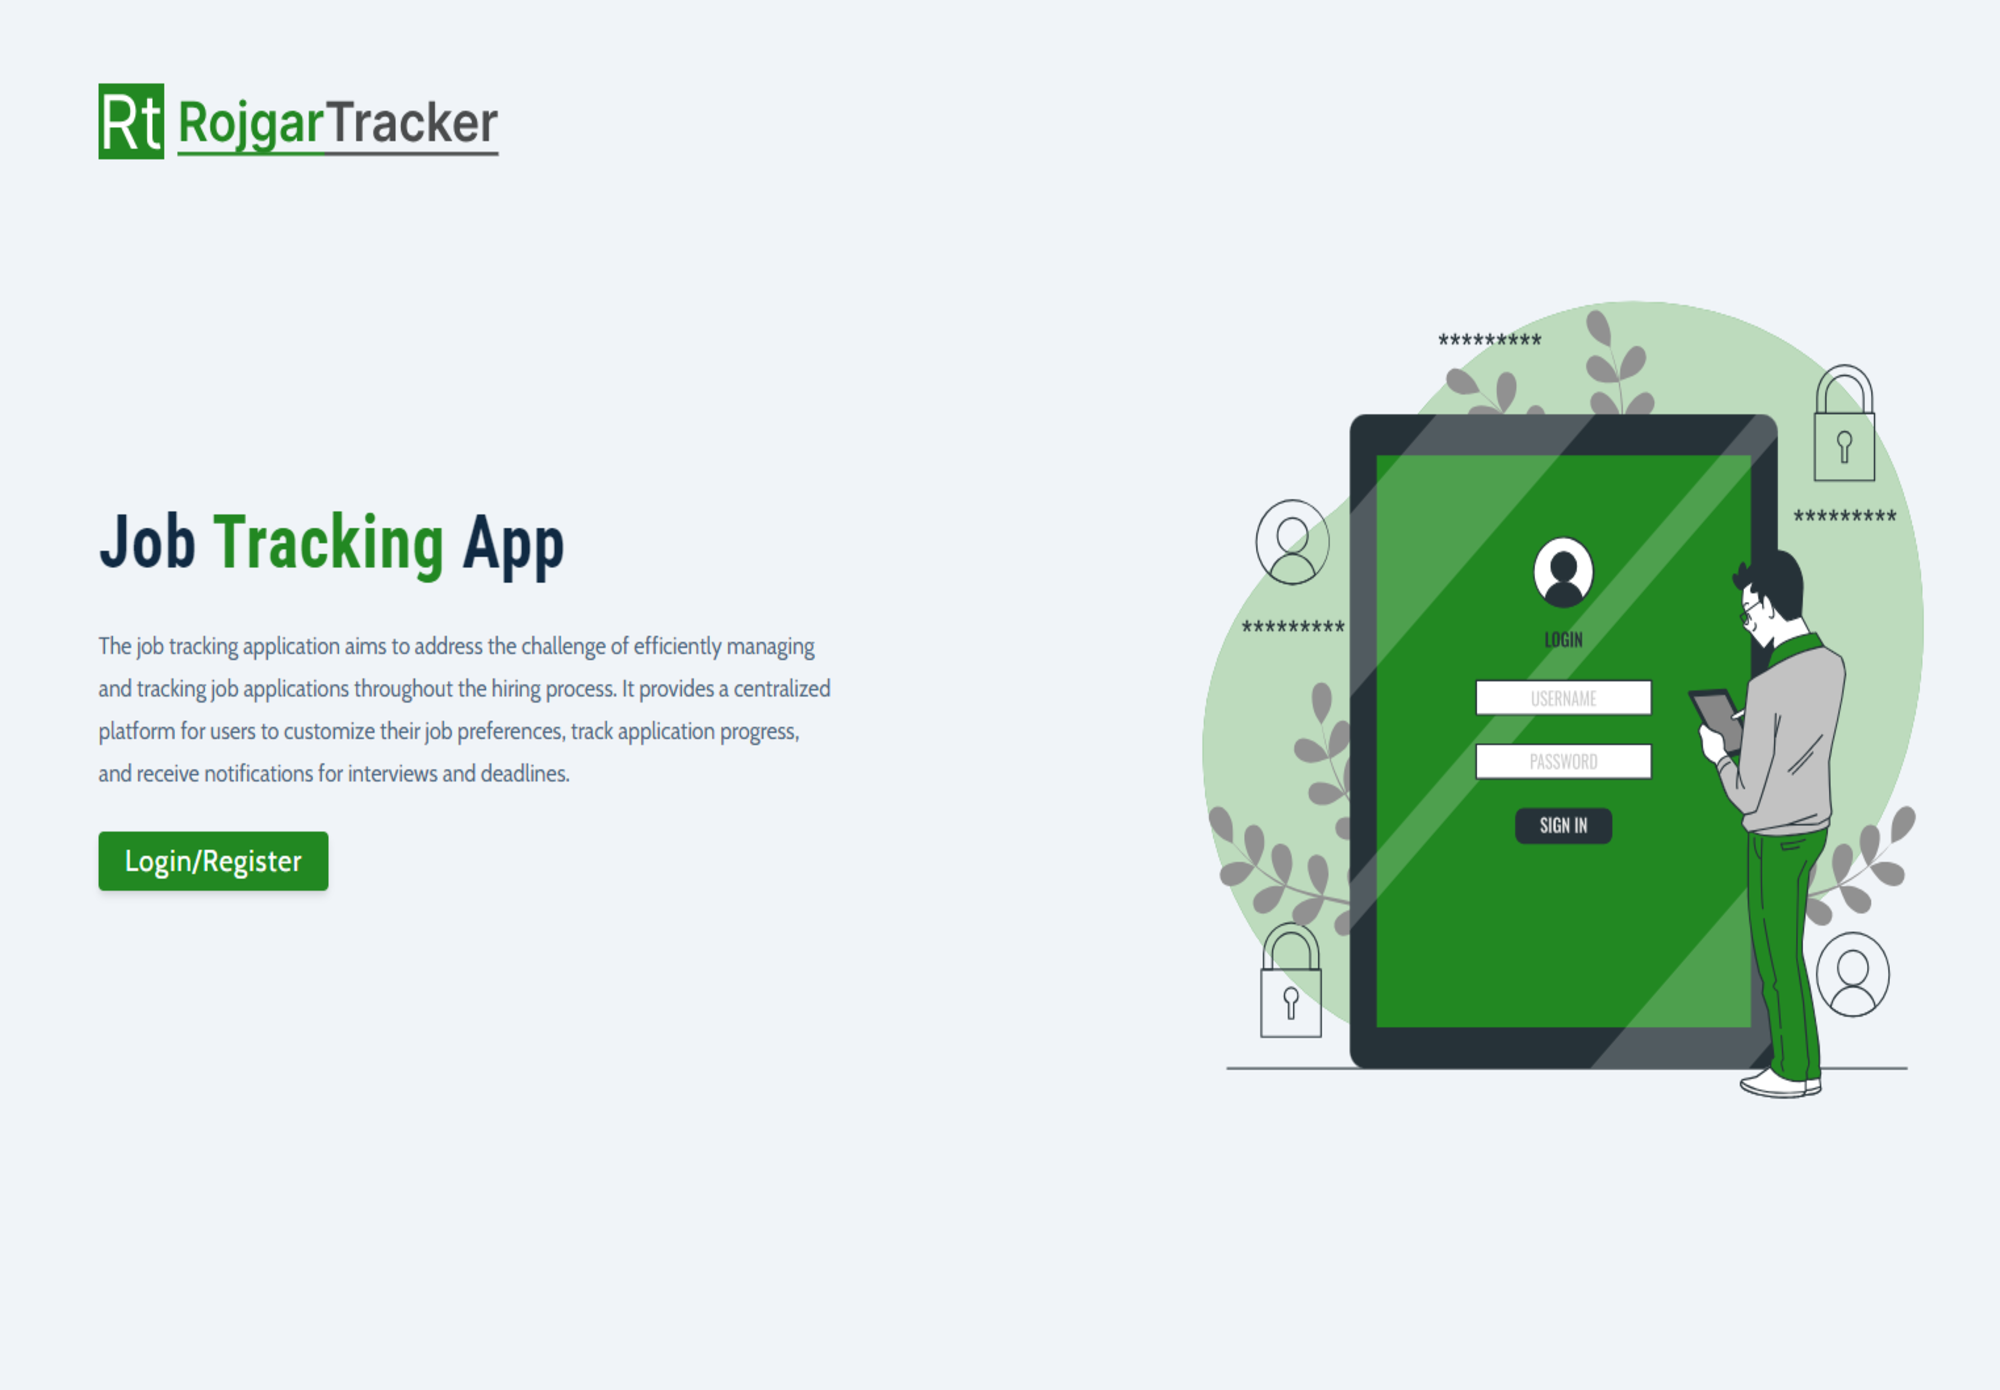 Rt RojgarTracker
Job Tracking App
The job tracking application aims to address the challenge of efficiently managing
and tracking job applications throughout the hiring process. It provides a centralized
platform for users to customize their job preferences, track application progress,
and receive notifications for interviews and deadlines.
Login/Register
*********
*********
*********
LOGIN
USERNAME
PASSWORD
SIGN IN